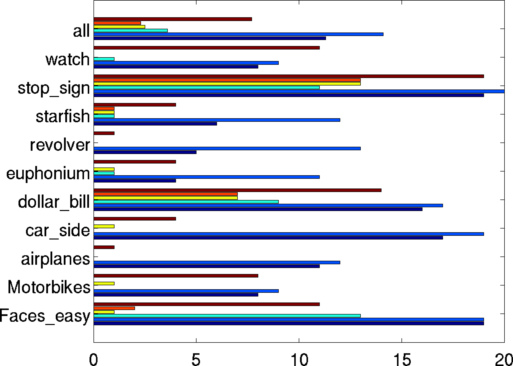 all
watch
stop_sign
starfish
revolver
euphonium
dollar_bill
car_side
airplanes
Motorbikes
Faces_easy
0 5 10 15 20